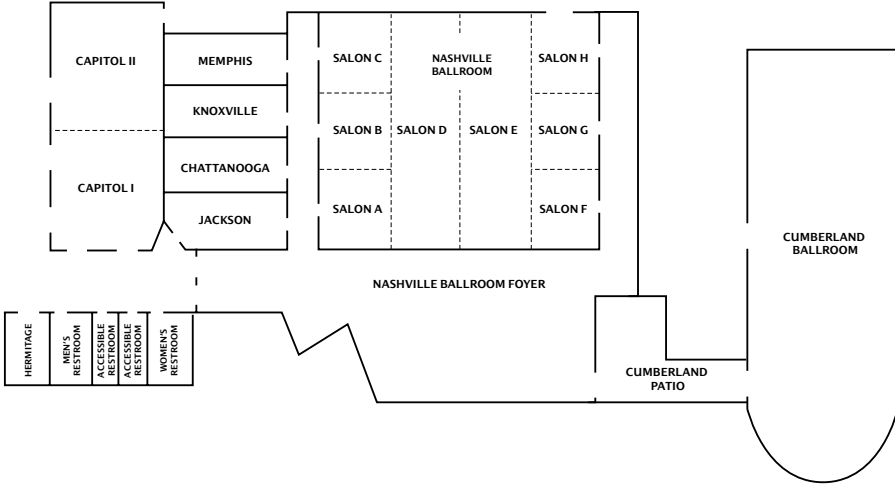 CAPITOL II
MEMPHIS
KNOXVILLE
CAPITOL I
CHATTANOOGA
JACKSON
SALON C
NASHVILLE
BALLROOM
SALON H
SALON B
SALON D
SALON E
SALON G
SALON A
SALON F
CUMBERLAND
BALLROOM
NASHVILLE BALLROOM FOYER
HERMITAGE
MEN'S
RESTROOM
ACCESSIBLE
RESTROOM
ACCESSIBLE
RESTROOM
WOMEN'S
RESTROOM
CUMBERLAND
PATIO